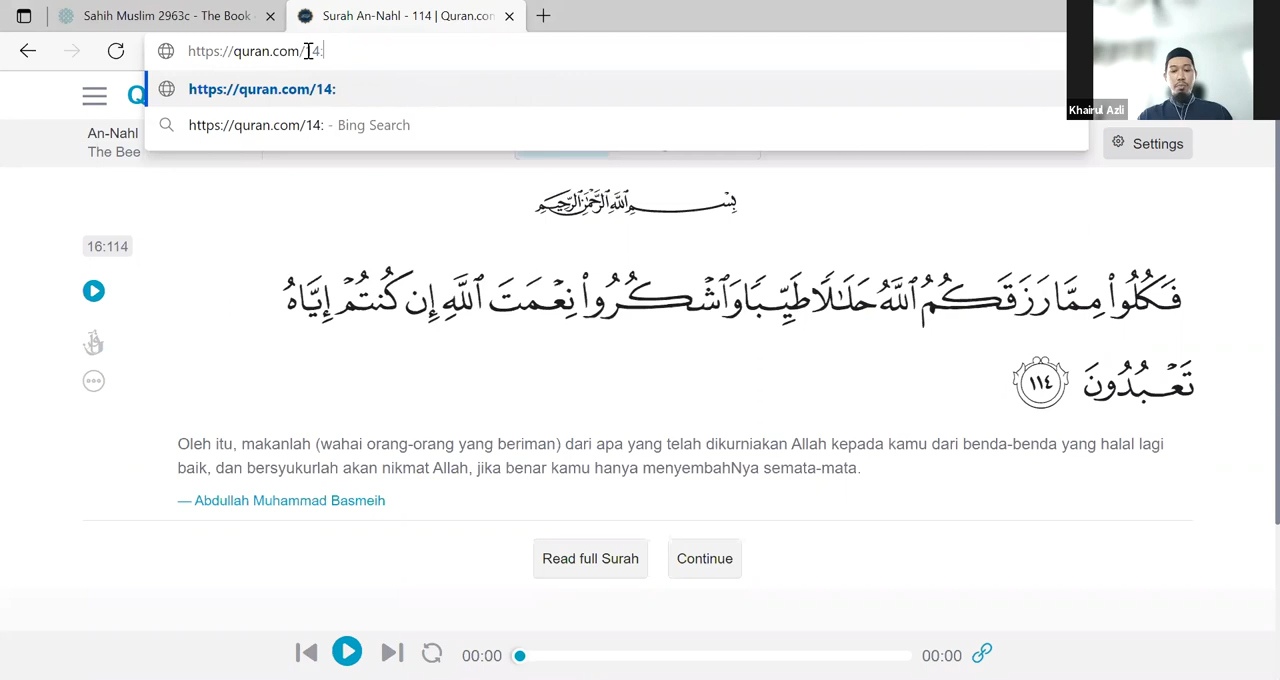 Sahih Muslim 2963c - The Book
Surah An-Nahl - 114 | Quran.com
https://quran.com/14:
https://quran.com/14:
https://quran.com/14: - Bing Search
Khairul Azli
An-Nahl
The Bee
Settings
بِسْمِ ٱللَّهِ ٱلرَّحْمَٰنِ ٱلرَّحِيمِ
16:114
فَكُلُوا۟ مِمَّا رَزَقَكُمُ ٱللَّهُ حَلَـٰلًا طَيِّبًا وَٱشْكُرُوا۟ نِعْمَتَ ٱللَّهِ إِن كُنتُمْ إِيَّاهُ
تَعْبُدُونَ ١١٤
Oleh itu, makanlah (wahai orang-orang yang beriman) dari apa yang telah dikurniakan Allah kepada kamu dari benda-benda yang halal lagi
baik, dan bersyukurlah akan nikmat Allah, jika benar kamu hanya menyembahNya semata-mata.
— Abdullah Muhammad Basmeih
Read full Surah
Continue
00:00
00:00